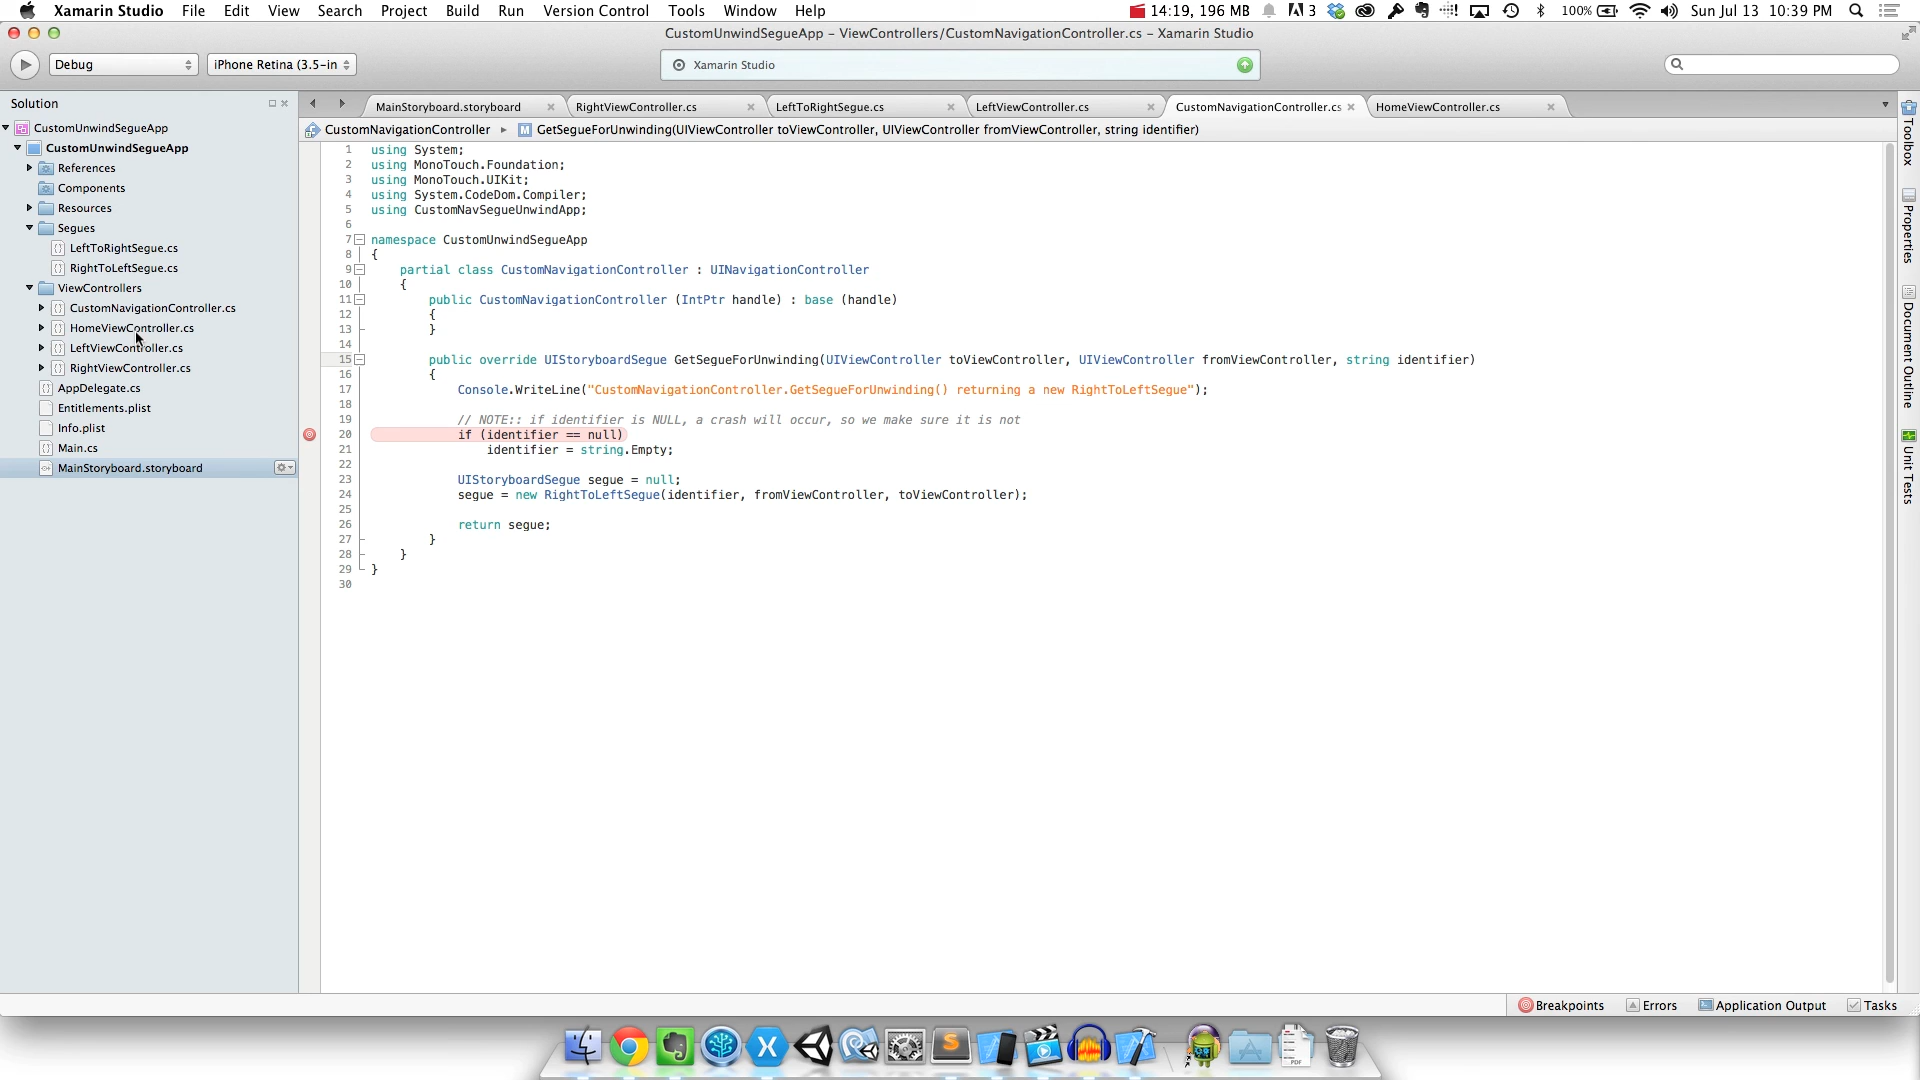 Xamarin Studio File Edit View Search Project Build Run Version Control Tools Window Help 14:19, 196 MB 3 100% Sun Jul 13 10:39 PM
CustomUnwindSegueApp – ViewControllers/CustomNavigationController.cs – Xamarin Studio
Debug iPhone Retina (3.5-in Xamarin Studio
Solution
CustomUnwindSegueApp
CustomUnwindSegueApp
References
Components
Resources
Segues
LeftToRightSegue.cs
RightToLeftSegue.cs
ViewControllers
CustomNavigationController.cs
HomeViewController.cs
LeftViewController.cs
RightViewController.cs
AppDelegate.cs
Entitlements.plist
Info.plist
Main.cs
MainStoryboard.storyboard
MainStoryboard.storyboard RightViewController.cs LeftToRightSegue.cs LeftViewController.cs CustomNavigationController.cs HomeViewController.cs
CustomNavigationController M GetSegueForUnwinding(UIViewController toViewController, UIViewController fromViewController, string identifier)
1 using System;
2 using MonoTouch.Foundation;
3 using MonoTouch.UIKit;
4 using System.CodeDom.Compiler;
5 using CustomNavSegueUnwindApp;
6
7 namespace CustomUnwindSegueApp
8 {
9 partial class CustomNavigationController : UINavigationController
10 {
11 public CustomNavigationController (IntPtr handle) : base (handle)
12 {
13 }
14
15 public override UIStoryboardSegue GetSegueForUnwinding(UIViewController toViewController, UIViewController fromViewController, string identifier)
16 {
17 Console.WriteLine("CustomNavigationController.GetSegueForUnwinding() returning a new RightToLeftSegue");
18
19 // NOTE:: if identifier is NULL, a crash will occur, so we make sure it is not
20 if (identifier == null)
21 identifier = string.Empty;
22
23 UIStoryboardSegue segue = null;
24 segue = new RightToLeftSegue(identifier, fromViewController, toViewController);
25
26 return segue;
27 }
28 }
29 }
30
Toolbox
Properties
Document Outline
Unit Tests
Breakpoints Errors Application Output Tasks
X S
PDF